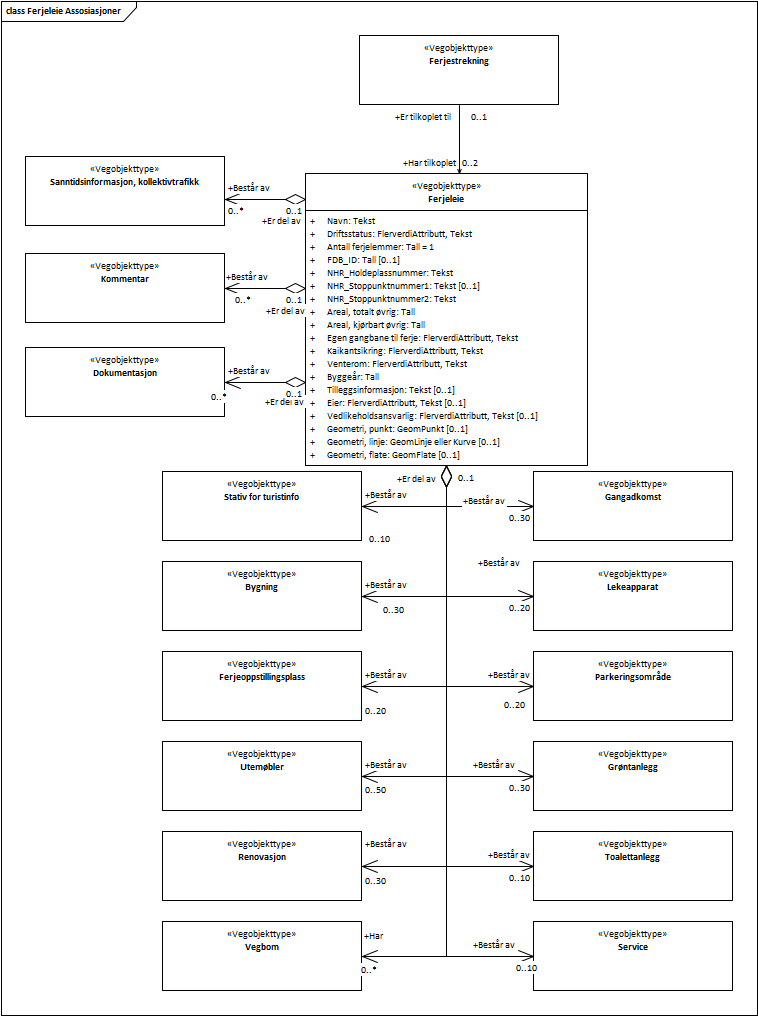 class Ferjeleie Assosiasjoner
«Vegobjekttype»
Ferjestrekning
+Er tilkoplet til 0..1
+Har tilkoplet 0..2
«Vegobjekttype»
Sanntidsinformasjon, kollektivtrafikk
+Består av
0..* 0..1
+Er del av
«Vegobjekttype»
Kommentar
+Består av
0..* 0..1
+Er del av
«Vegobjekttype»
Dokumentasjon
+Består av
0..* 0..1
+Er del av
«Vegobjekttype»
Ferjeleie
+ Navn: Tekst
+ Driftsstatus: FlerverdiAttributt, Tekst
+ Antall ferjelemmer: Tall = 1
+ FDB_ID: Tall [0..1]
+ NHR_Holdeplassnummer: Tekst
+ NHR_Stoppunktnummer1: Tekst [0..1]
+ NHR_Stoppunktnummer2: Tekst
+ Areal, totalt øvrig: Tall
+ Areal, kjørbart øvrig: Tall
+ Egen gangbane til ferje: FlerverdiAttributt, Tekst
+ Kaikantsikring: FlerverdiAttributt, Tekst
+ Venterom: FlerverdiAttributt, Tekst
+ Byggeår: Tall
+ Tilleggsinformasjon: Tekst [0..1]
+ Eier: FlerverdiAttributt, Tekst [0..1]
+ Vedlikeholdsansvarlig: FlerverdiAttributt, Tekst [0..1]
+ Geometri, punkt: GeomPunkt [0..1]
+ Geometri, linje: GeomLinje eller Kurve [0..1]
+ Geometri, flate: GeomFlate [0..1]
+Er del av 0..1
«Vegobjekttype»
Stativ for turistinfo
+Består av
0..10
«Vegobjekttype»
Gangadkomst
+Består av
0..30
«Vegobjekttype»
Bygning
+Består av
0..30
«Vegobjekttype»
Lekeapparat
+Består av
0..20
«Vegobjekttype»
Ferjeoppstillingsplass
+Består av
0..20
«Vegobjekttype»
Parkeringsområde
+Består av
0..20
«Vegobjekttype»
Utemøbler
+Består av
0..50
«Vegobjekttype»
Grøntanlegg
+Består av
0..30
«Vegobjekttype»
Renovasjon
+Består av
0..30
«Vegobjekttype»
Toalettanlegg
+Består av
0..10
«Vegobjekttype»
Vegbom
+Har
0..*
«Vegobjekttype»
Service
+Består av
0..10